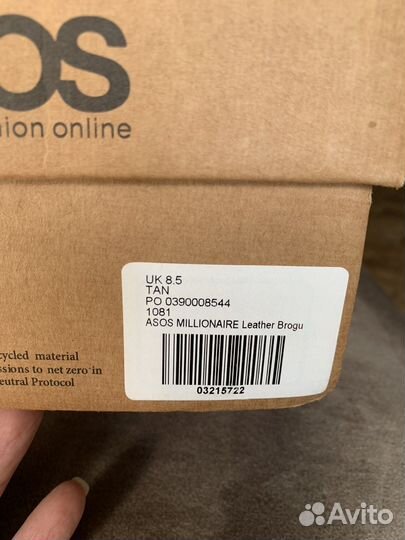 os
ion online
UK 8.5
TAN
PO 0390008544
1081
ASOS MILLIONAIRE Leather Brogu
03215722
cycled material
ssions to net zero in
eutral Protocol
Avito